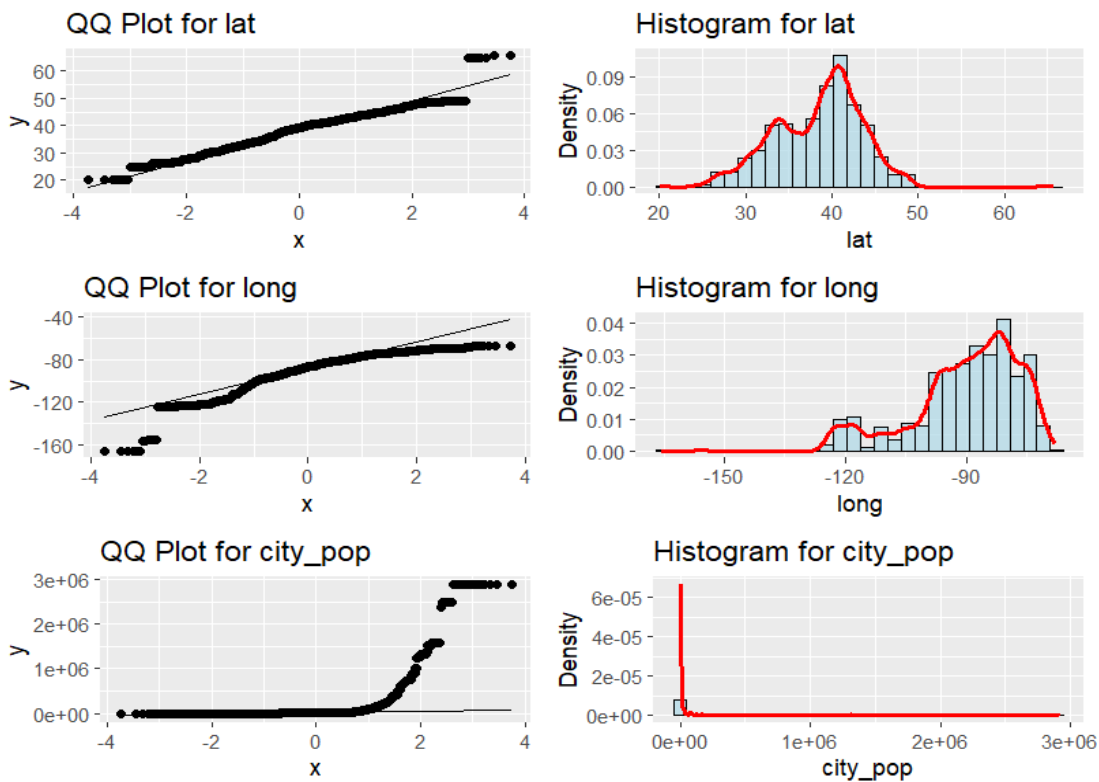 QQ Plot for lat
60
50
40
30
20
y
-4 -2 0 2 4
x
Histogram for lat
0.09
0.06
0.03
0.00
Density
20 30 40 50 60
lat
QQ Plot for long
-40
-80
-120
-160
y
-4 -2 0 2 4
x
Histogram for long
0.04
0.03
0.02
0.01
0.00
Density
-150 -120 -90
long
QQ Plot for city_pop
3e+06
2e+06
1e+06
0e+00
y
-4 -2 0 2 4
x
Histogram for city_pop
6e-05
4e-05
2e-05
0e+00
Density
0e+00 1e+06 2e+06 3e+06
city_pop